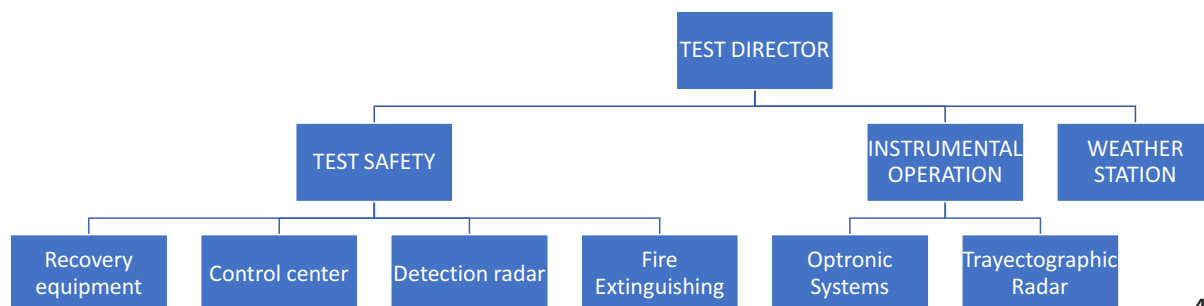 TEST DIRECTOR
TEST SAFETY
INSTRUMENTAL
OPERATION
WEATHER
STATION
Recovery
equipment
Control center
Detection radar
Fire
Extinguishing
Optronic
Systems
Trayectographic
Radar